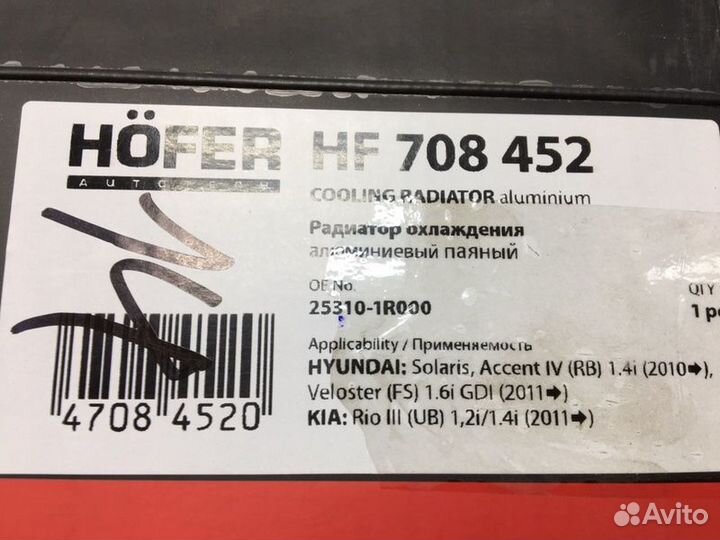 HÖFER
HF 708 452
COOLING RADIATOR aluminium
Радиатор охлаждения
алюминиевый паяный
OE No.
25310-1R000
QTY
1
Applicability / Применяемость
HYUNDAI: Solaris, Accent IV (RB) 1.4i (2010➡),
Veloster (FS) 1.6i GDI (2011➡)
KIA: Rio III (UB) 1,2i/1.4i (2011➡)
4708 4520
Avito